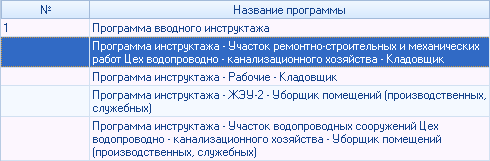 № Название программы
1 Программа вводного инструктажа
Программа инструктажа - Участок ремонтно-строительных и механических
работ Цех водопроводно - канализационного хозяйства - Кладовщик
Программа инструктажа - Рабочие - Кладовщик
Программа инструктажа - ЖЭУ-2 - Уборщик помещений (производственных,
служебных)
Программа инструктажа - Участок водопроводных сооружений Цех
водопроводно - канализационного хозяйства - Уборщик помещений
(производственных, служебных)